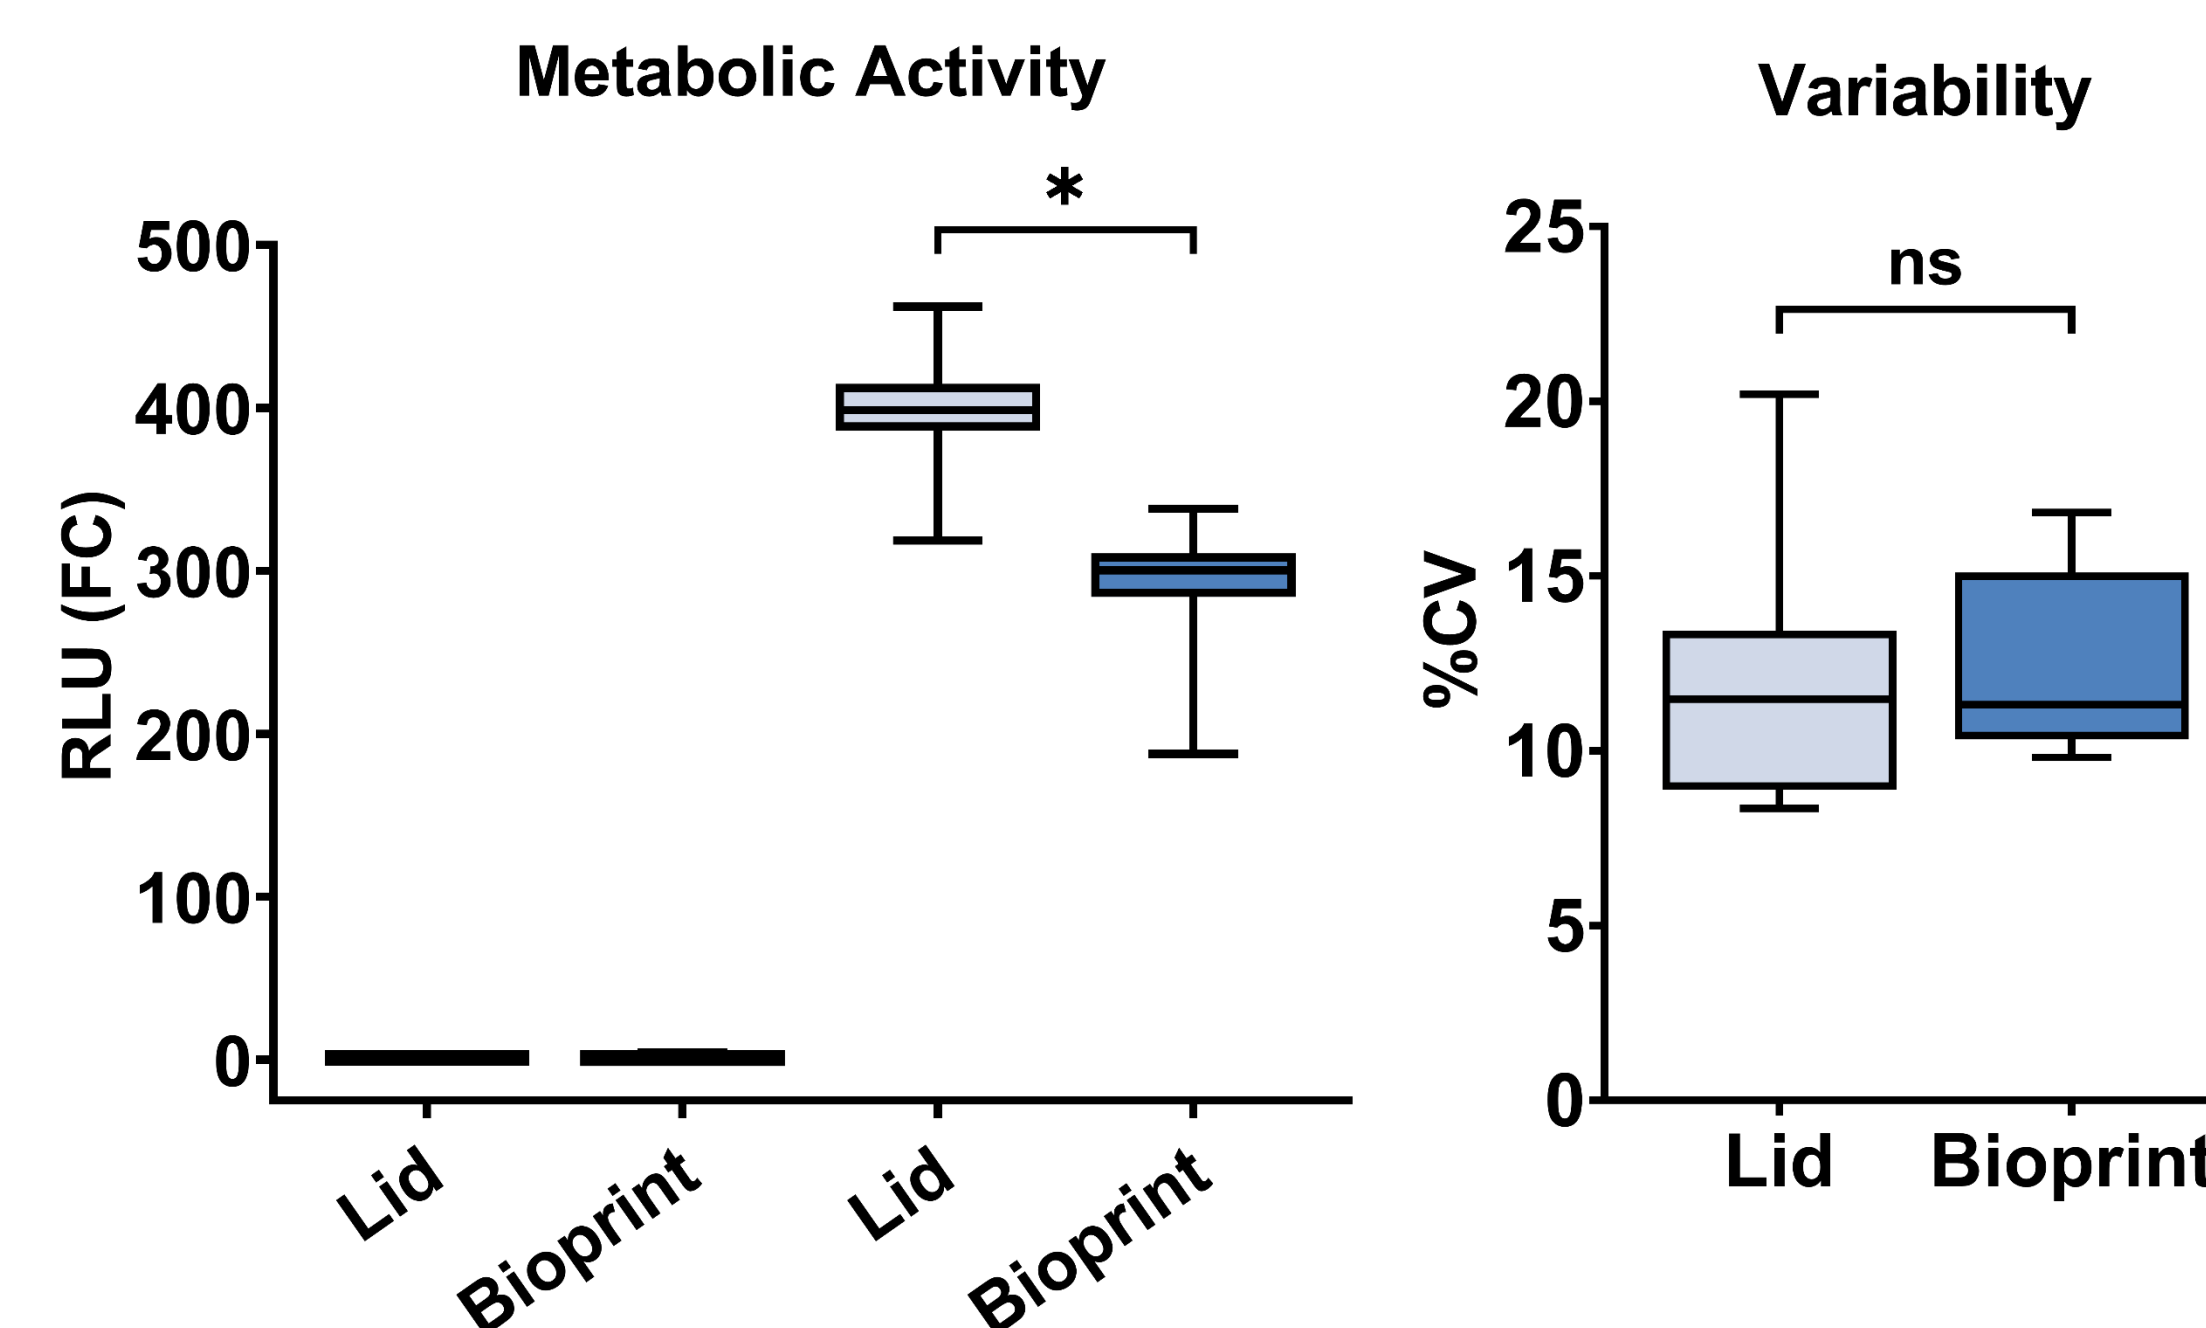 Metabolic Activity
*
500
400
300
200
100
0
RLU (FC)
Lid
Bioprint
Lid
Bioprint
Variability
ns
25
20
15
10
5
0
%CV
Lid
Bioprint